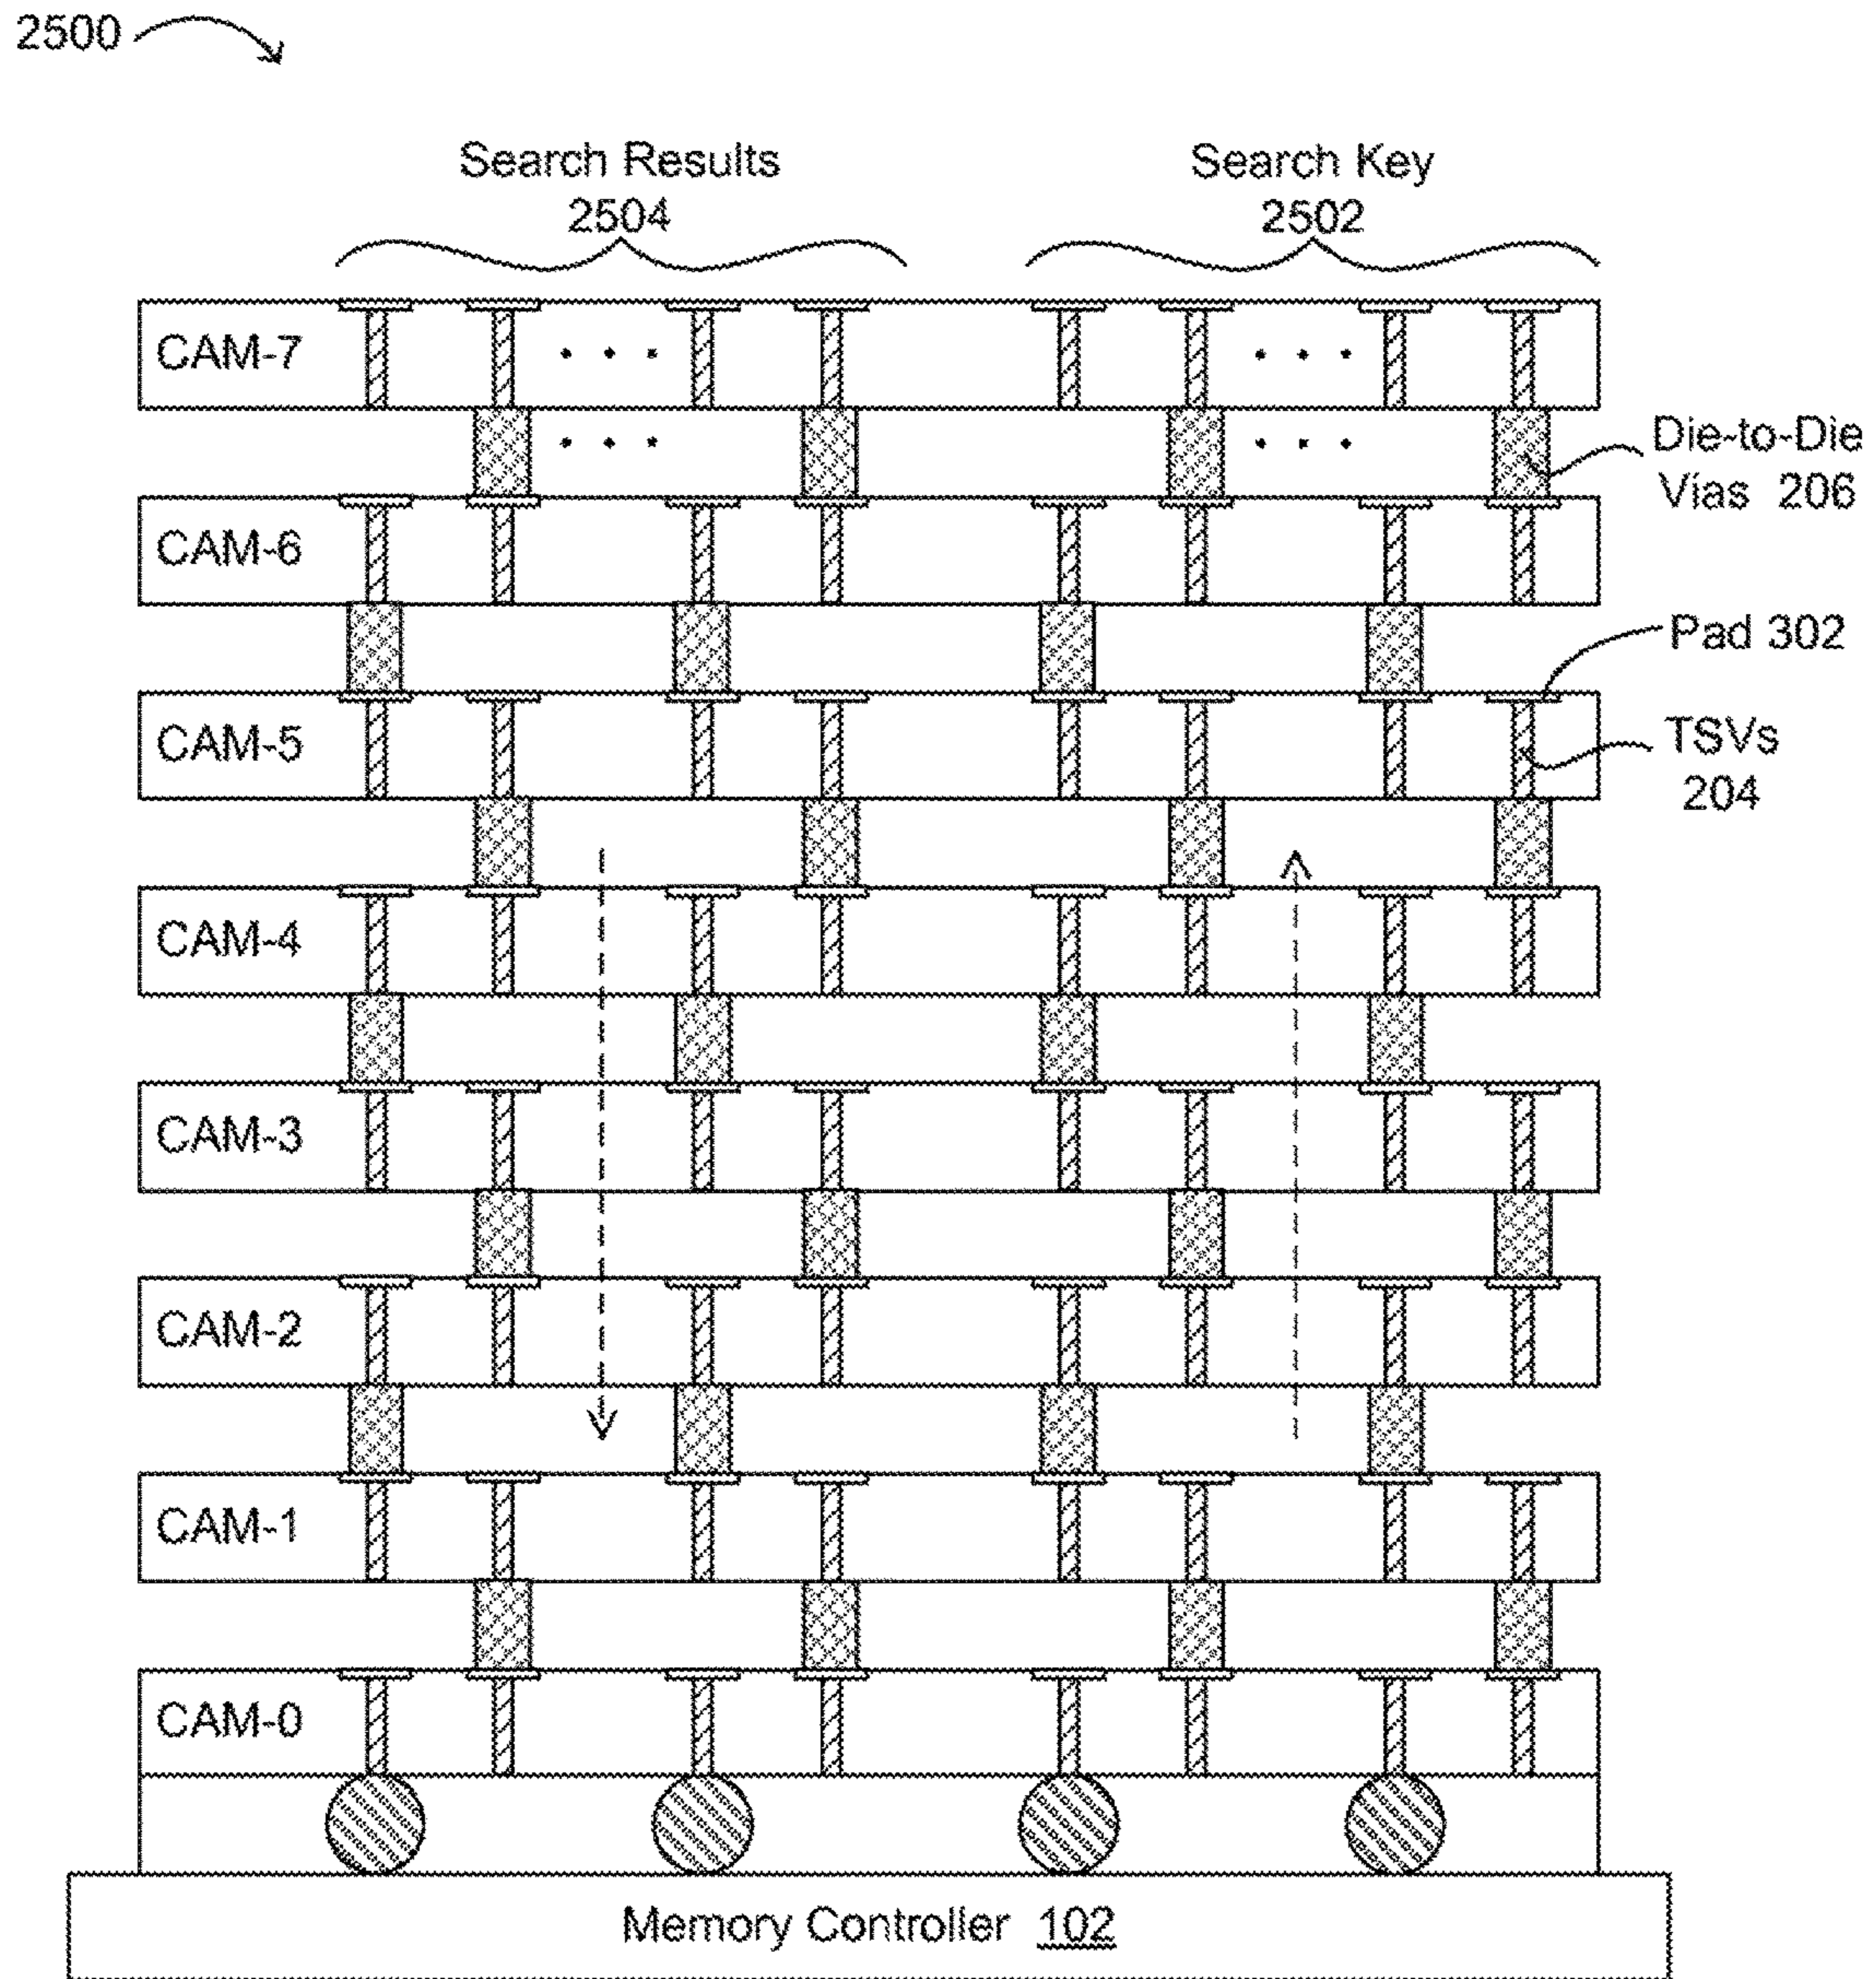 2500
Search Results
2504
Search Key
2502
CAM-7
Die-to-Die
Vias 206
CAM-6
Pad 302
CAM-5
TSVs
204
CAM-4
CAM-3
CAM-2
CAM-1
CAM-0
Memory Controller 102